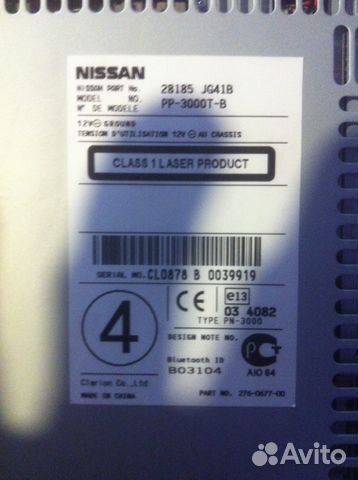 NISSAN
NISSAN PART No. 28185 JG41B
MODEL NO. PP-3000T-B
N° DE MODELE
12V ⊖ GROUND
TENSION D'UTILISATION 12V ⊖ AU CHASSIS
CLASS 1 LASER PRODUCT
SERIAL NO. CL0878 B 0039919
4
CE
e13
03 4082
TYPE PN-3000
DESIGN NOTE NO.
Bluetooth ID
B03104
АЮ 64
Clarion Co.,Ltd
MADE IN CHINA
PART NO. 276-0677-00
Avito